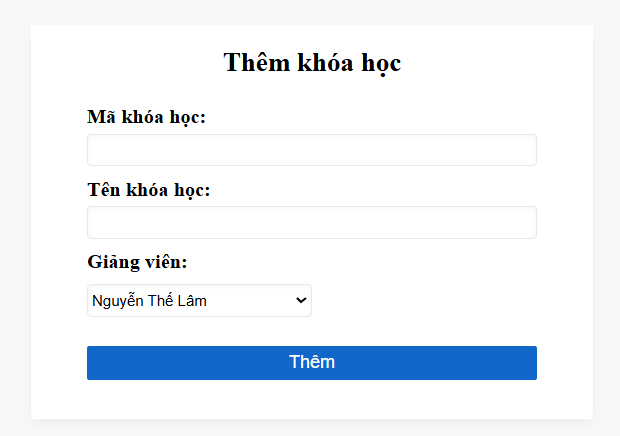 Thêm khóa học
Mã khóa học:
Tên khóa học:
Giảng viên:
Nguyễn Thế Lâm
Thêm